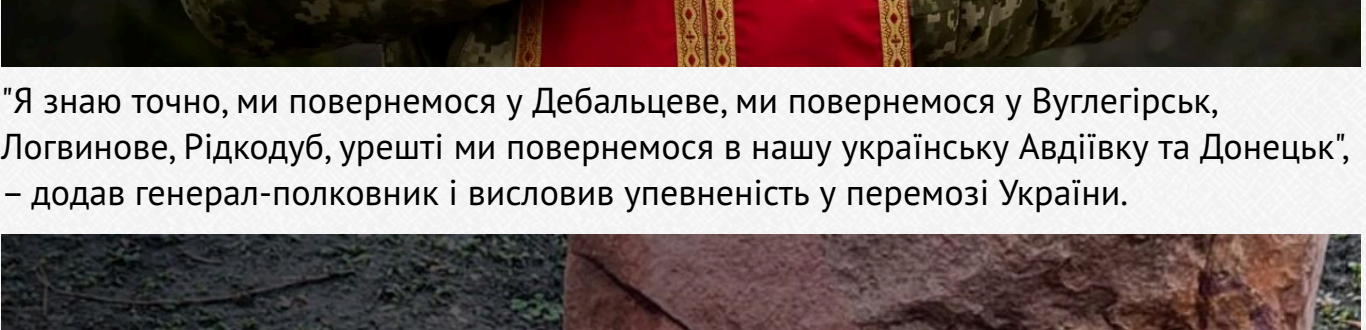 "Я знаю точно, ми повернемося у Дебальцеве, ми повернемося у Вуглегірськ,
Логвинове, Рідкодуб, урешті ми повернемося в нашу українську Авдіївку та Донецьк",
– додав генерал-полковник і висловив упевненість у перемозі України.